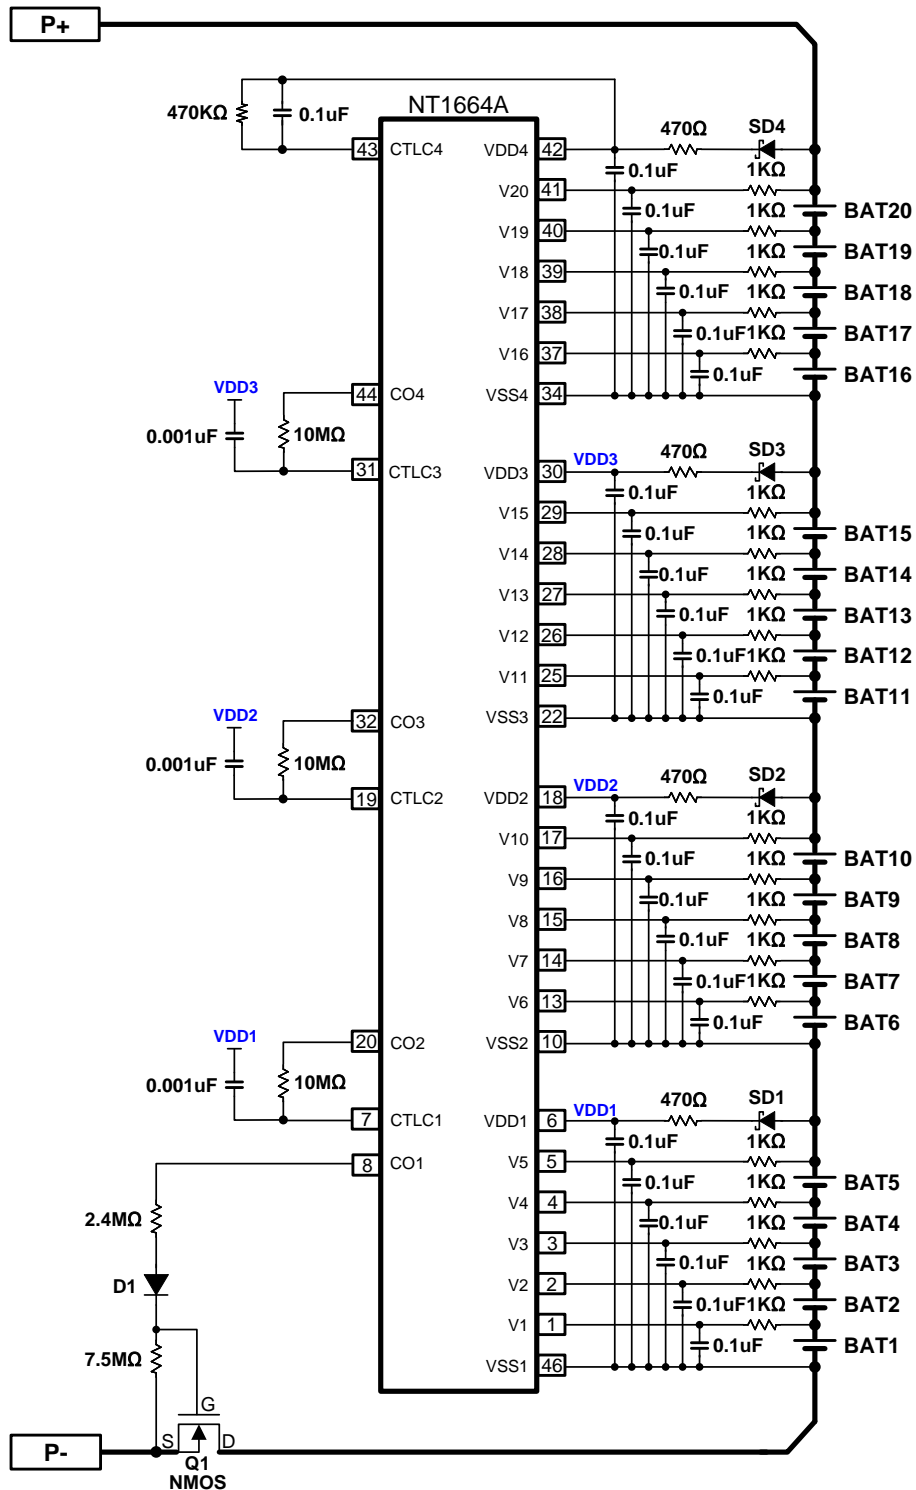 P+
NT1664A
470KΩ
0.1uF
43 CTLC4
VDD4 42
470Ω
SD4
0.1uF
1KΩ
V20 41
0.1uF
1KΩ
BAT20
V19 40
0.1uF
1KΩ
BAT19
V18 39
0.1uF
1KΩ
BAT18
V17 38
0.1uF
1KΩ
BAT17
V16 37
0.1uF
BAT16
VDD3
44 CO4
VSS4 34
0.001uF
10MΩ
31 CTLC3
VDD3 30
VDD3
470Ω
SD3
0.1uF
1KΩ
V15 29
0.1uF
1KΩ
BAT15
V14 28
0.1uF
1KΩ
BAT14
V13 27
0.1uF
1KΩ
BAT13
V12 26
0.1uF
1KΩ
BAT12
V11 25
0.1uF
BAT11
VDD2
32 CO3
VSS3 22
0.001uF
10MΩ
19 CTLC2
VDD2 18
VDD2
470Ω
SD2
0.1uF
1KΩ
V10 17
0.1uF
1KΩ
BAT10
V9 16
0.1uF
1KΩ
BAT9
V8 15
0.1uF
1KΩ
BAT8
V7 14
0.1uF
1KΩ
BAT7
V6 13
0.1uF
BAT6
VDD1
20 CO2
VSS2 10
0.001uF
10MΩ
7 CTLC1
VDD1 6
VDD1
470Ω
SD1
0.1uF
1KΩ
8 CO1
V5 5
0.1uF
1KΩ
BAT5
V4 4
0.1uF
1KΩ
BAT4
2.4MΩ
V3 3
0.1uF
1KΩ
BAT3
D1
V2 2
0.1uF
1KΩ
BAT2
V1 1
0.1uF
BAT1
7.5MΩ
VSS1 46
G
P-
S
D
Q1
NMOS